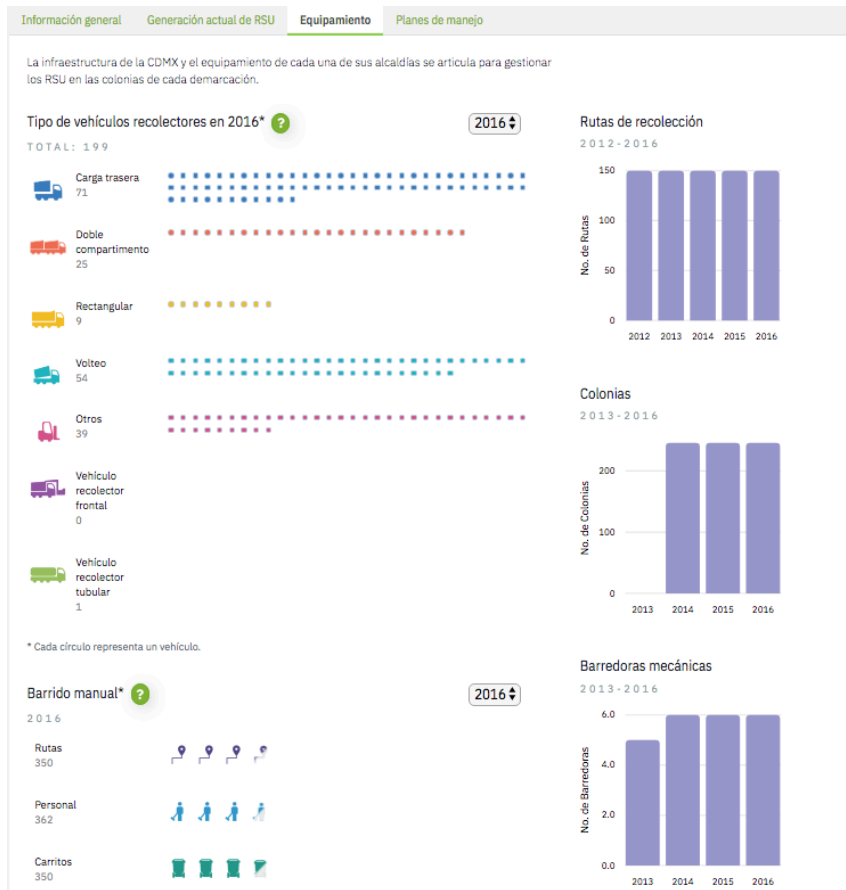 Información general
Generación actual de RSU
Equipamiento
Planes de manejo
La infraestructura de la CDMX y el equipamiento de cada una de sus alcaldías se articula para gestionar
los RSU en las colonias de cada demarcación.
Tipo de vehículos recolectores en 2016*
?
2016
TOTAL: 199
Carga trasera
71
Doble
compartimento
25
Rectangular
9
Volteo
54
Otros
39
Vehículo
recolector
frontal
0
Vehículo
recolector
tubular
1
* Cada círculo representa un vehículo.
Barrido manual*
?
2016
2016
Rutas
350
Personal
362
Carritos
350
Rutas de recolección
2012-2016
No. de Rutas
150
100
50
0
2012 2013 2014 2015 2016
Colonias
2013-2016
No. de Colonias
200
100
0
2013 2014 2015 2016
Barredoras mecánicas
2013-2016
No. de Barredoras
6.0
4.0
2.0
0.0
2013 2014 2015 2016